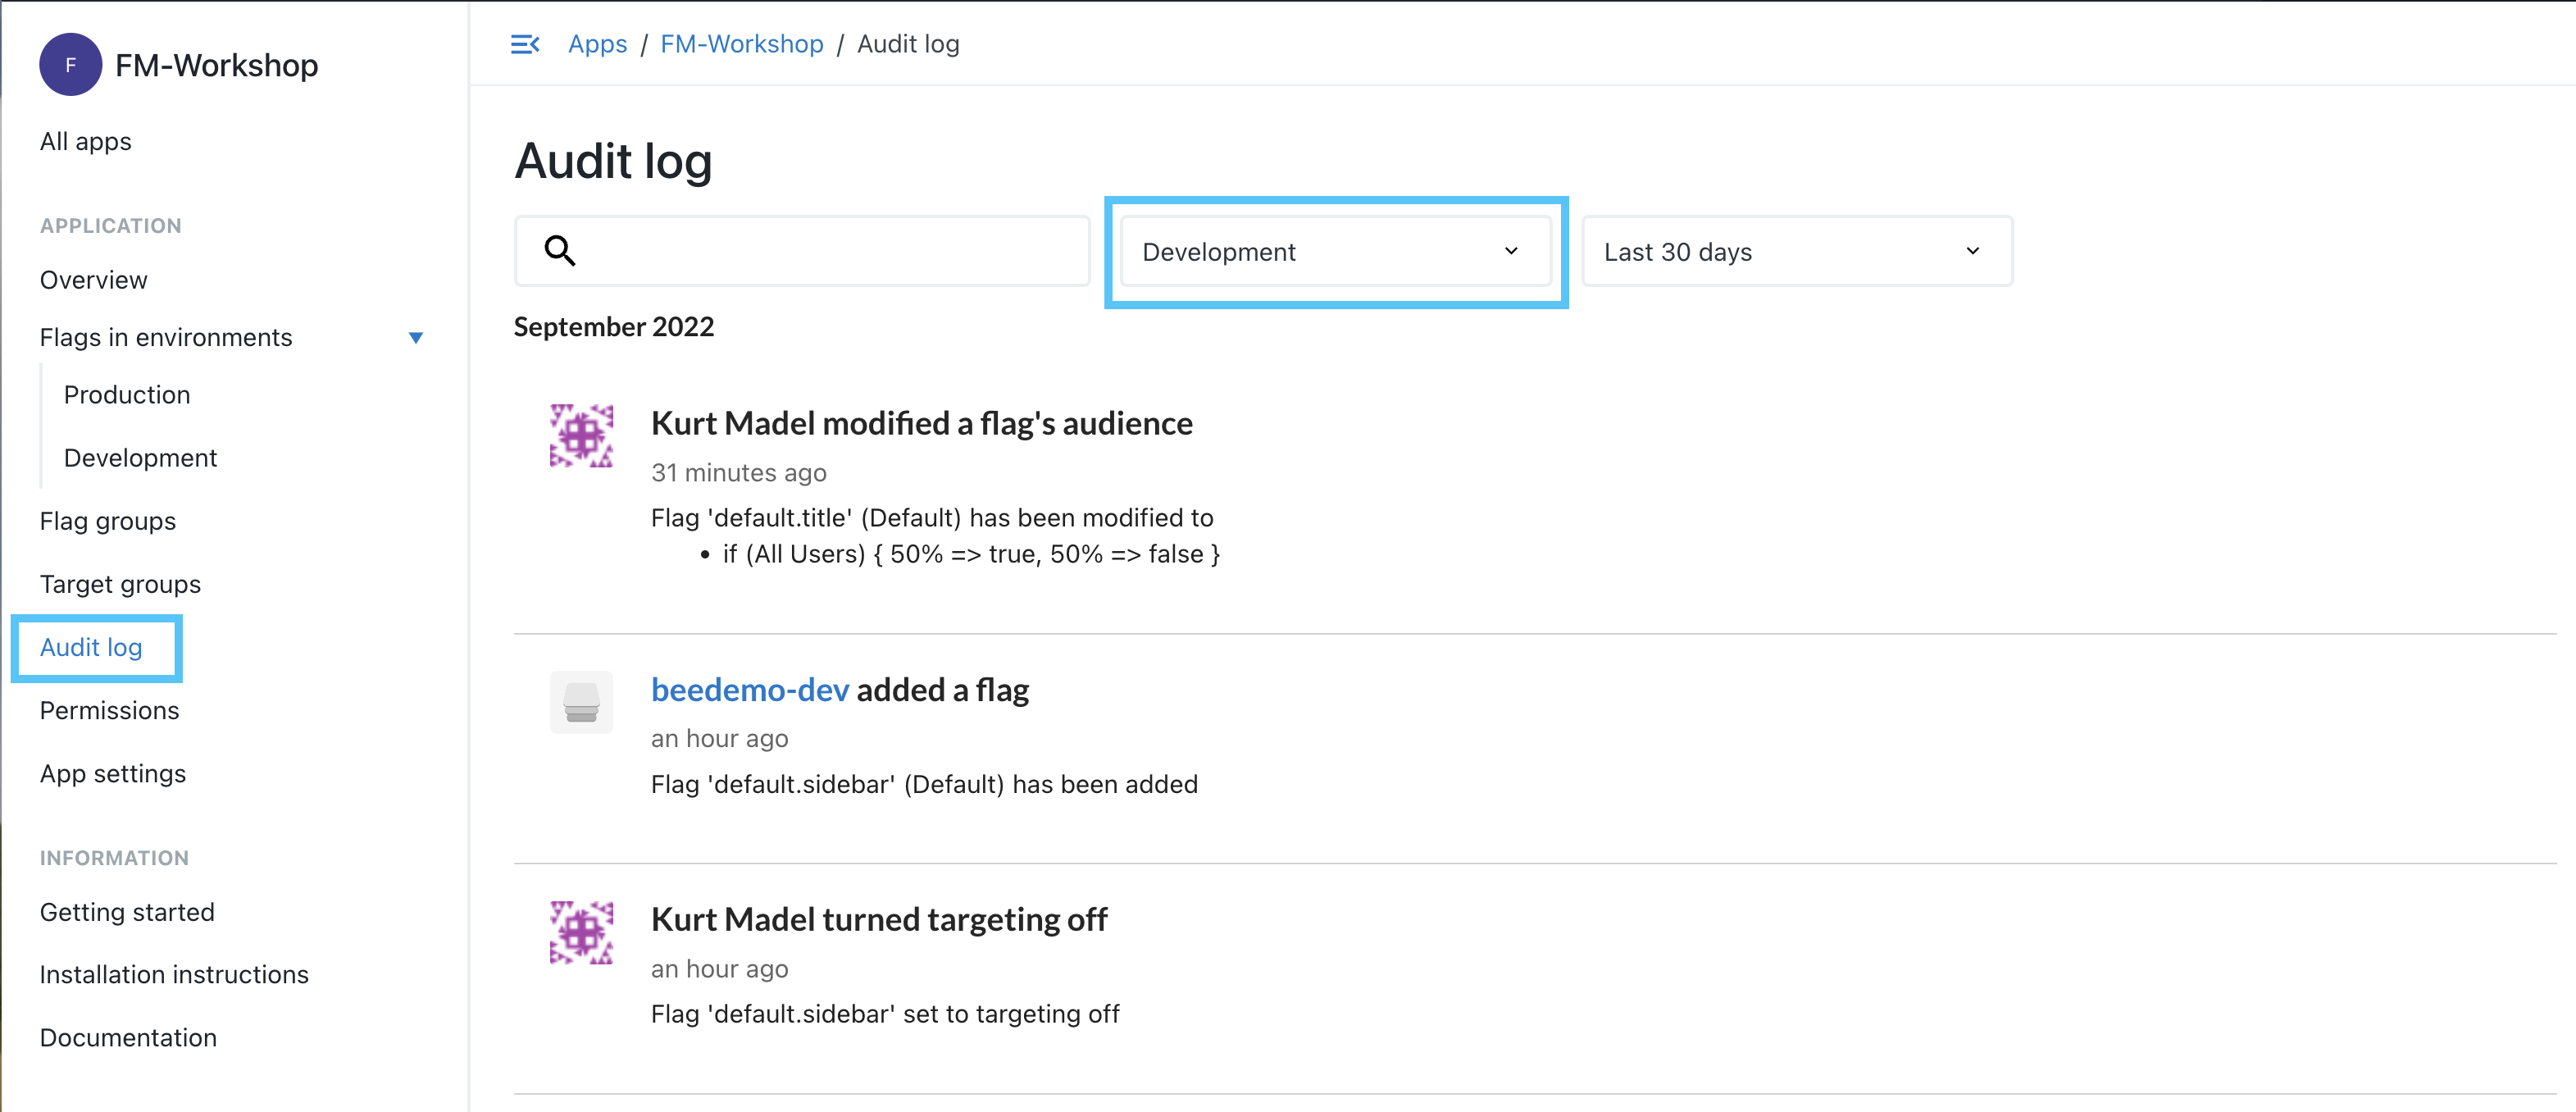 F
FM-Workshop
All apps
APPLICATION
Overview
Flags in environments
Production
Development
Flag groups
Target groups
Audit log
Permissions
App settings
INFORMATION
Getting started
Installation instructions
Documentation
Apps / FM-Workshop / Audit log
Audit log
Development
Last 30 days
September 2022
Kurt Madel modified a flag's audience
31 minutes ago
Flag 'default.title' (Default) has been modified to
• if (All Users) { 50% => true, 50% => false }
beedemo-dev added a flag
an hour ago
Flag 'default.sidebar' (Default) has been added
Kurt Madel turned targeting off
an hour ago
Flag 'default.sidebar' set to targeting off